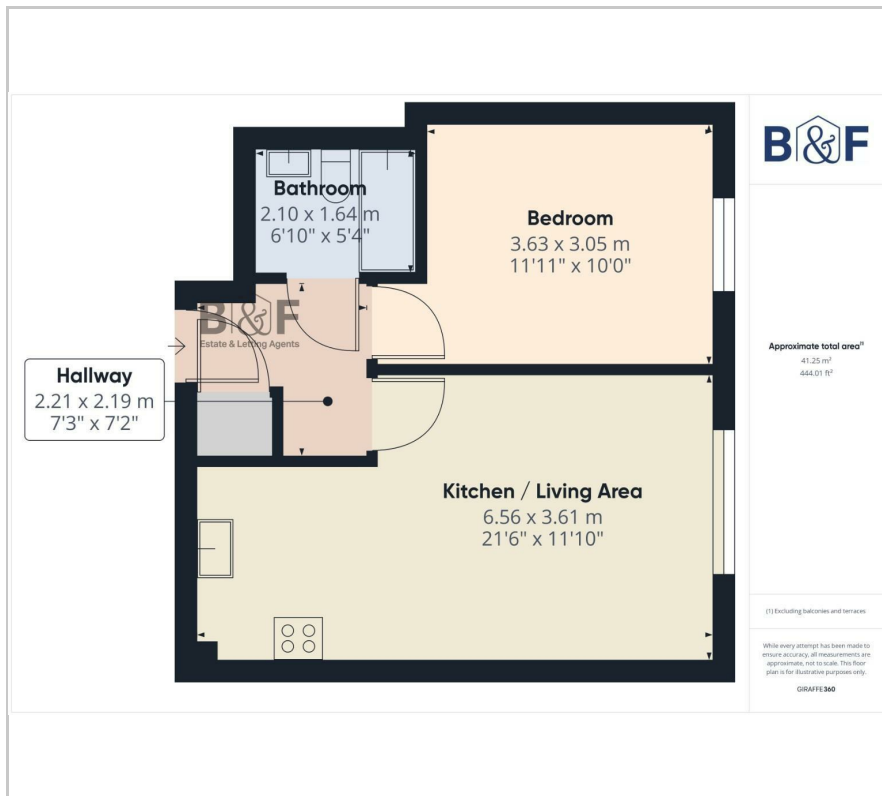 B&F
Bathroom
2.10 x 1.64 m
6'10" x 5'4"
Bedroom
3.63 x 3.05 m
11'11" x 10'0"
B&F
Estate & Letting Agents
Hallway
2.21 x 2.19 m
7'3" x 7'2"
Kitchen / Living Area
6.56 x 3.61 m
21'6" x 11'10"
Approximate total area⁽¹⁾
41.25 m²
444.01 ft²
(1) Excluding balconies and terraces
While every attempt has been made to
ensure accuracy, all measurements are
approximate, not to scale. This floor
plan is for illustrative purposes only.
GIRAFFE360